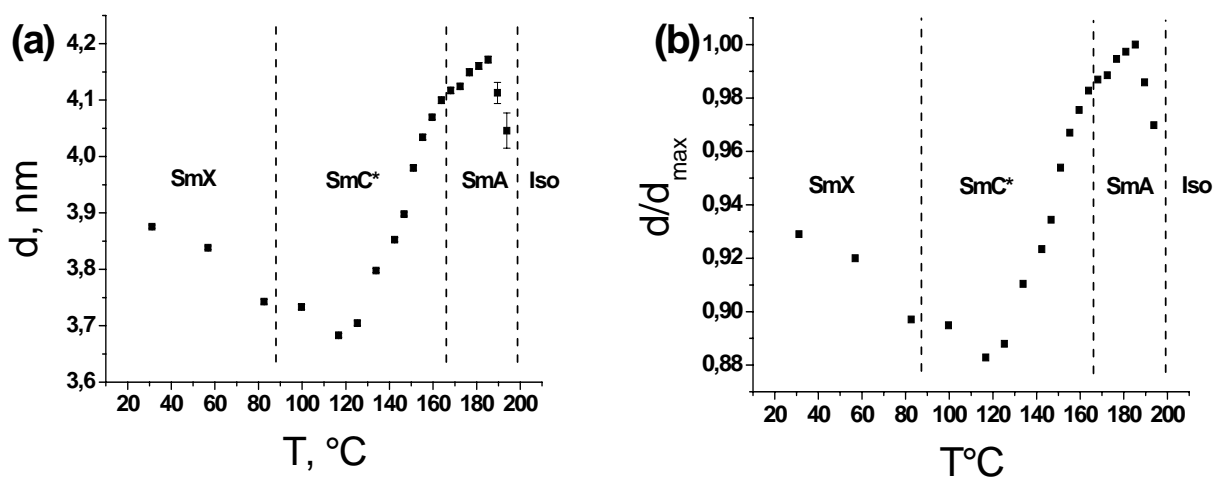 (a)
4,2
4,1
4,0
3,9
3,8
3,7
3,6
d, nm
SmX
SmC*
SmA
Iso
20 40 60 80 100 120 140 160 180 200
T, °C
(b)
1,00
0,98
0,96
0,94
0,92
0,90
0,88
d/dmax
SmX
SmC*
SmA
Iso
20 40 60 80 100 120 140 160 180 200
T°C